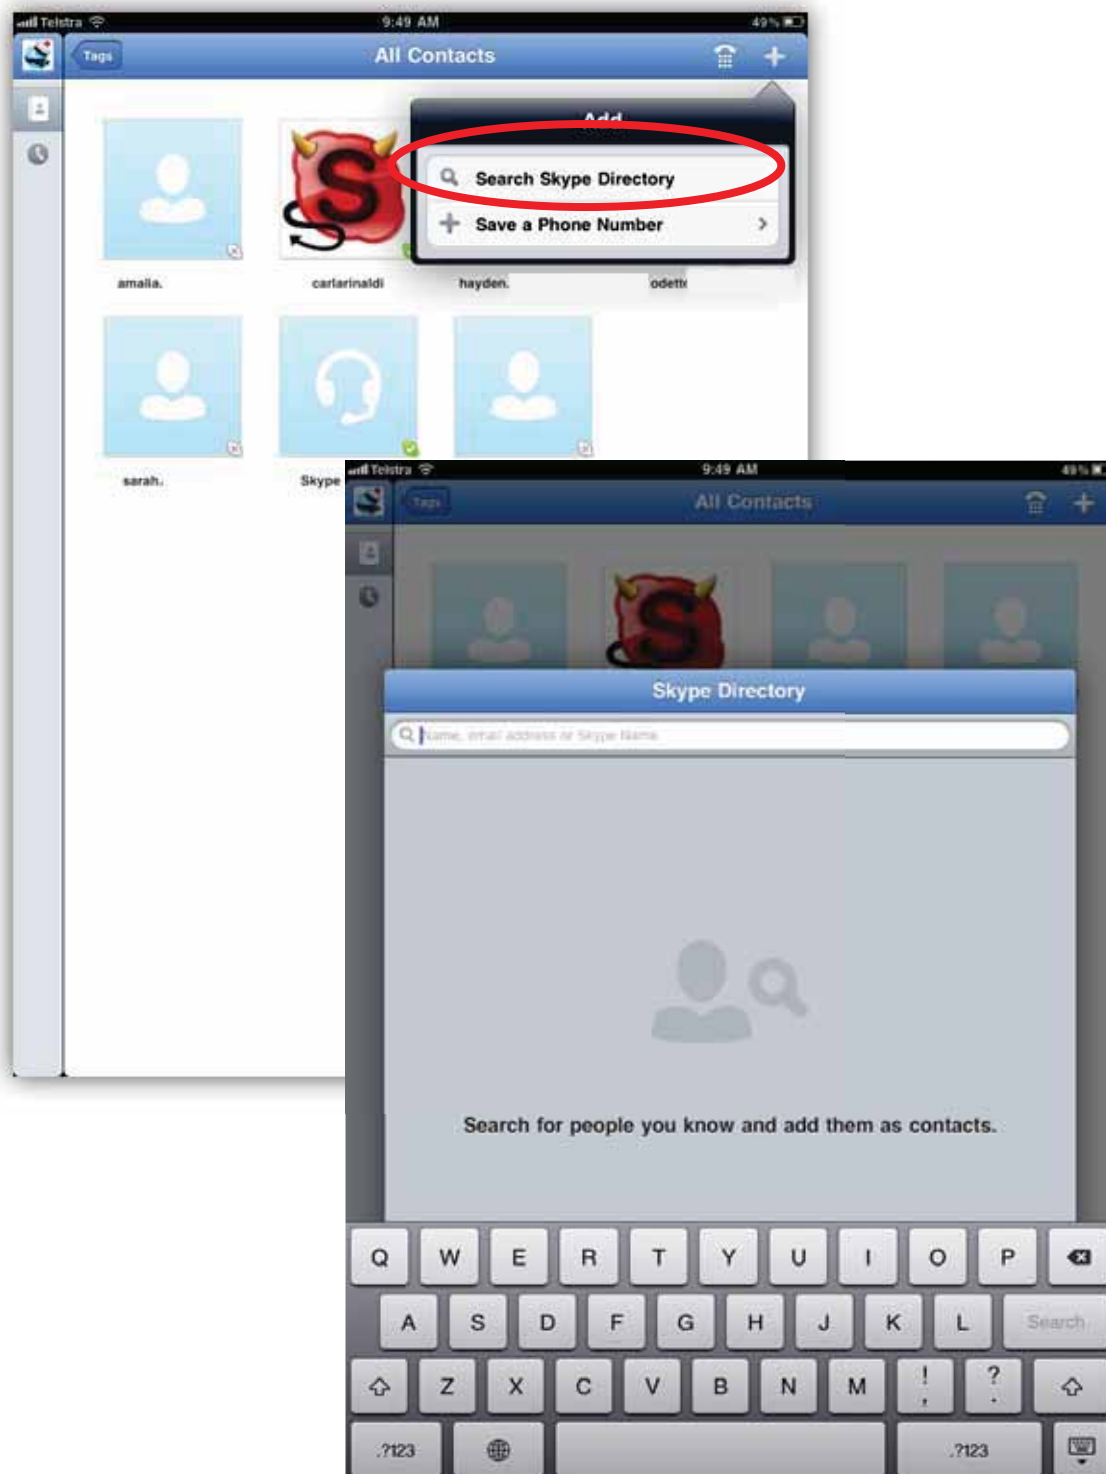 Telstra 9:49 AM 49%
Tags All Contacts
Add
Search Skype Directory
Save a Phone Number
amalia. carlarinaldi hayden. odette
sarah. Skype
Telstra 9:49 AM 49%
Tags All Contacts
Skype Directory
Name, email address or Skype Name
Search for people you know and add them as contacts.
Q W E R T Y U I O P
A S D F G H J K L Search
Z X C V B N M ! , ? .
.?123 .?123